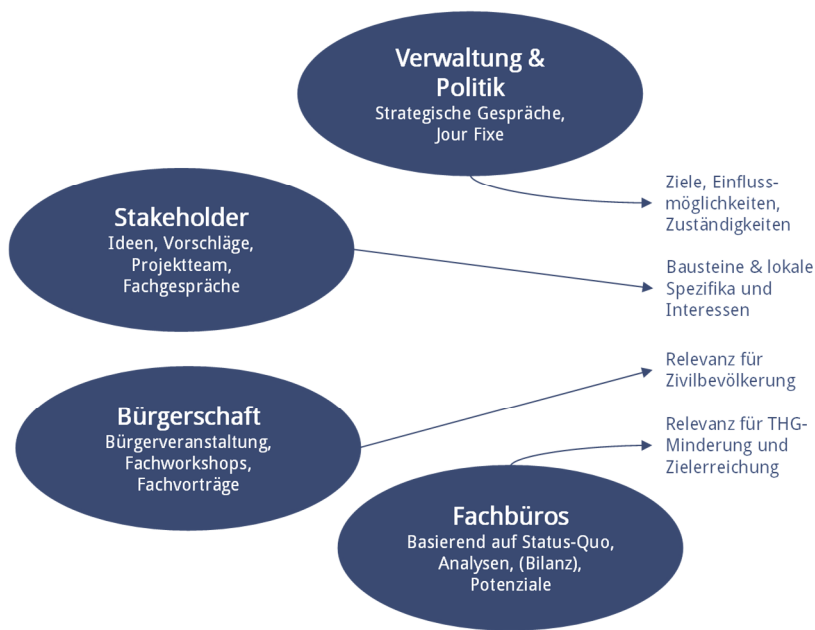 Verwaltung &
Politik
Strategische Gespräche,
Jour Fixe
Ziele, Einfluss-
möglichkeiten,
Zuständigkeiten
Stakeholder
Ideen, Vorschläge,
Projektteam,
Fachgespräche
Bausteine & lokale
Spezifika und
Interessen
Bürgerschaft
Bürgerveranstaltung,
Fachworkshops,
Fachvorträge
Relevanz für
Zivilbevölkerung
Fachbüros
Basierend auf Status-Quo,
Analysen, (Bilanz),
Potenziale
Relevanz für THG-
Minderung und
Zielerreichung